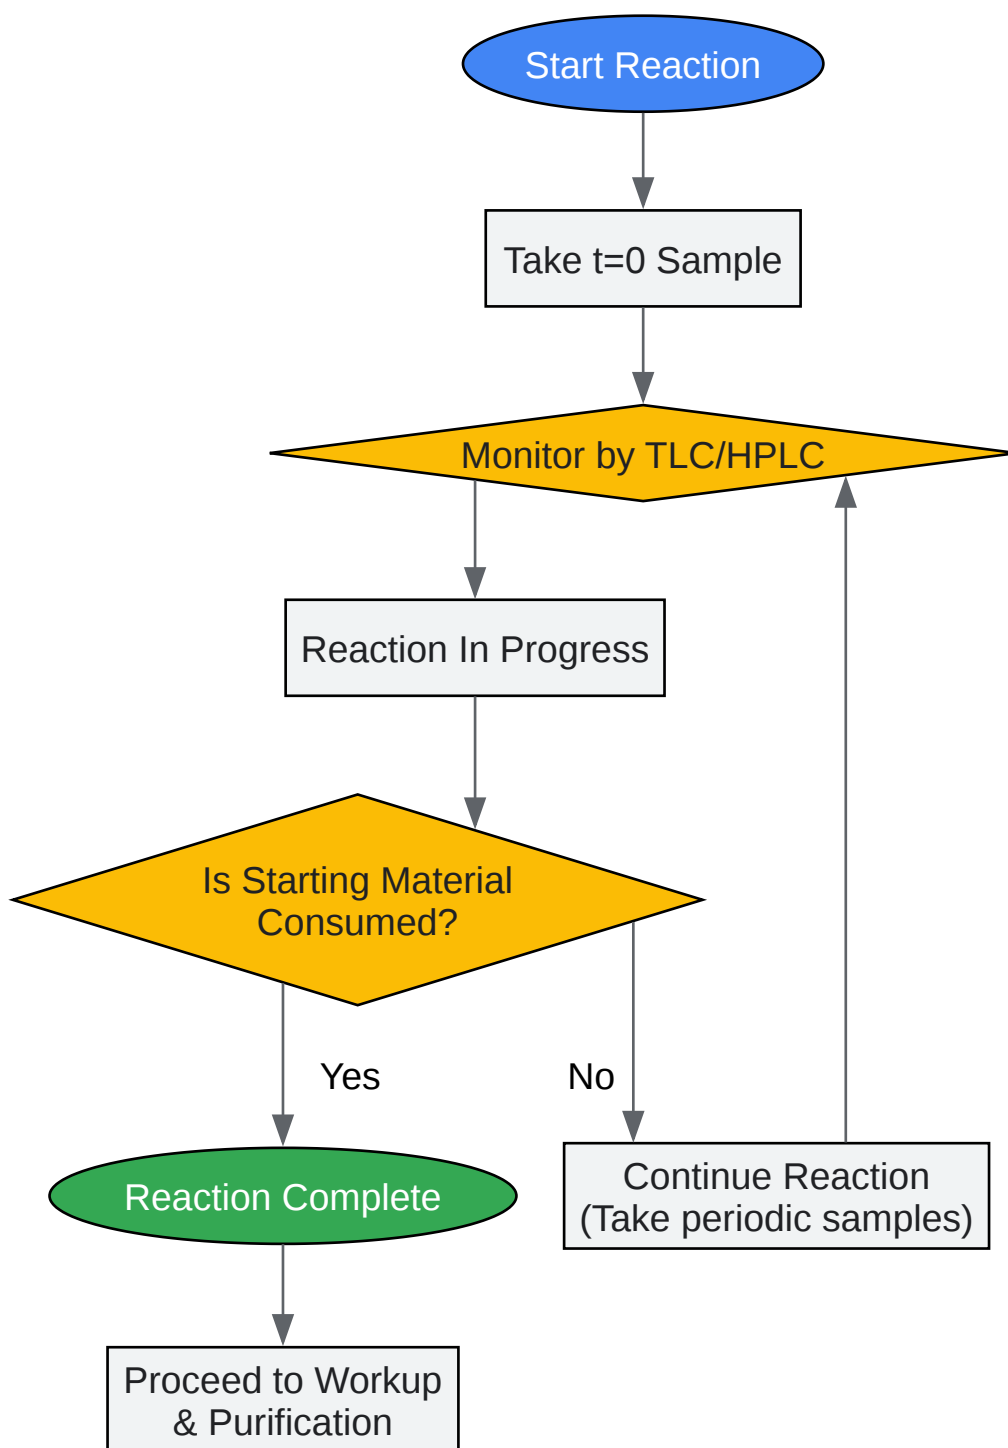 Start Reaction
Take t=0 Sample
Monitor by TLC/HPLC
Reaction In Progress
Is Starting Material
Consumed?
Yes
No
Reaction Complete
Continue Reaction
(Take periodic samples)
Proceed to Workup
& Purification